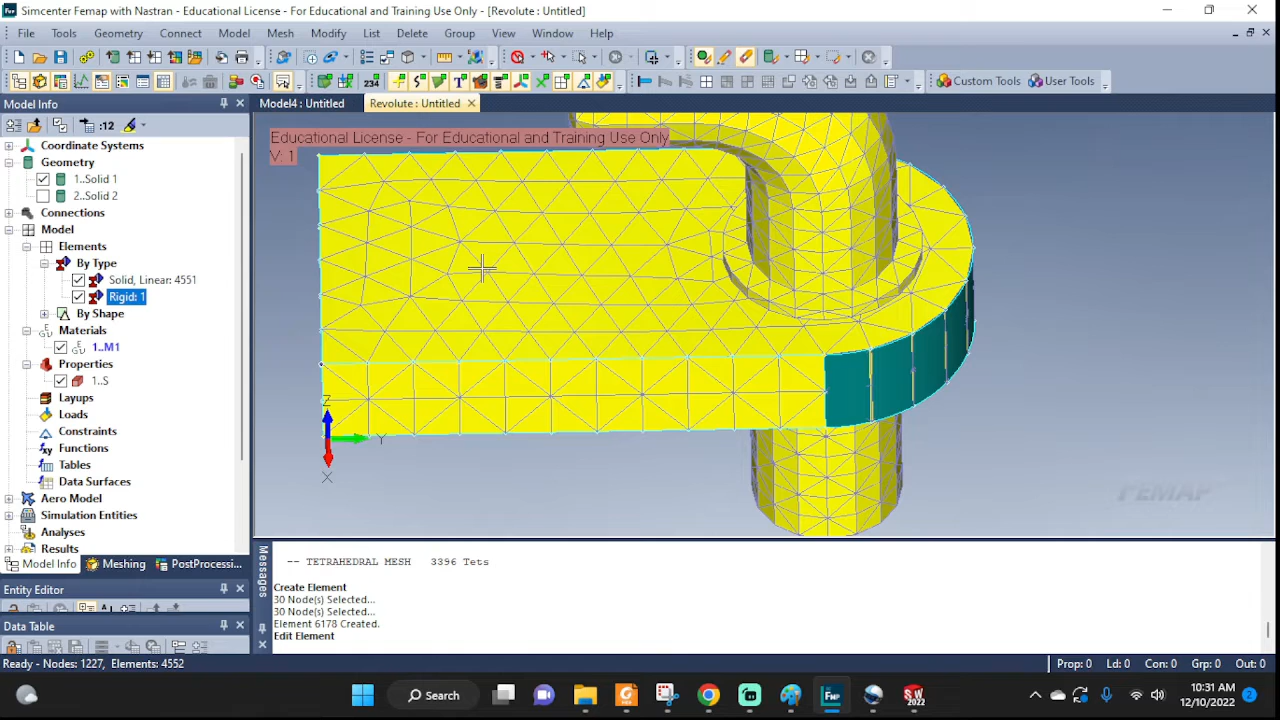 Simcenter Femap with Nastran - Educational License - For Educational and Training Use Only - [Revolute : Untitled]
File Tools Geometry Connect Model Mesh Modify List Delete Group View Window Help
234
Custom Tools User Tools
Model Info
Model4 : Untitled Revolute : Untitled
:12
Coordinate Systems
Geometry
1..Solid 1
2..Solid 2
Connections
Model
Elements
By Type
Solid, Linear: 4551
Rigid: 1
By Shape
Materials
1..M1
Properties
1..S
Layups
Loads
Constraints
Functions
Tables
Data Surfaces
Aero Model
Simulation Entities
Analyses
Results
Model Info Meshing PostProcessi...
Entity Editor
Data Table
Educational License - For Educational and Training Use Only
V: 1
Z
Y
X
FEMAP
Messages
-- TETRAHEDRAL MESH 3396 Tets
Create Element
30 Node(s) Selected...
30 Node(s) Selected...
Element 6178 Created.
Edit Element
Ready - Nodes: 1227, Elements: 4552
Prop: 0 Ld: 0 Con: 0 Grp: 0 Out: 0
Search
FMP
SW 2022
10:31 AM
12/10/2022
2